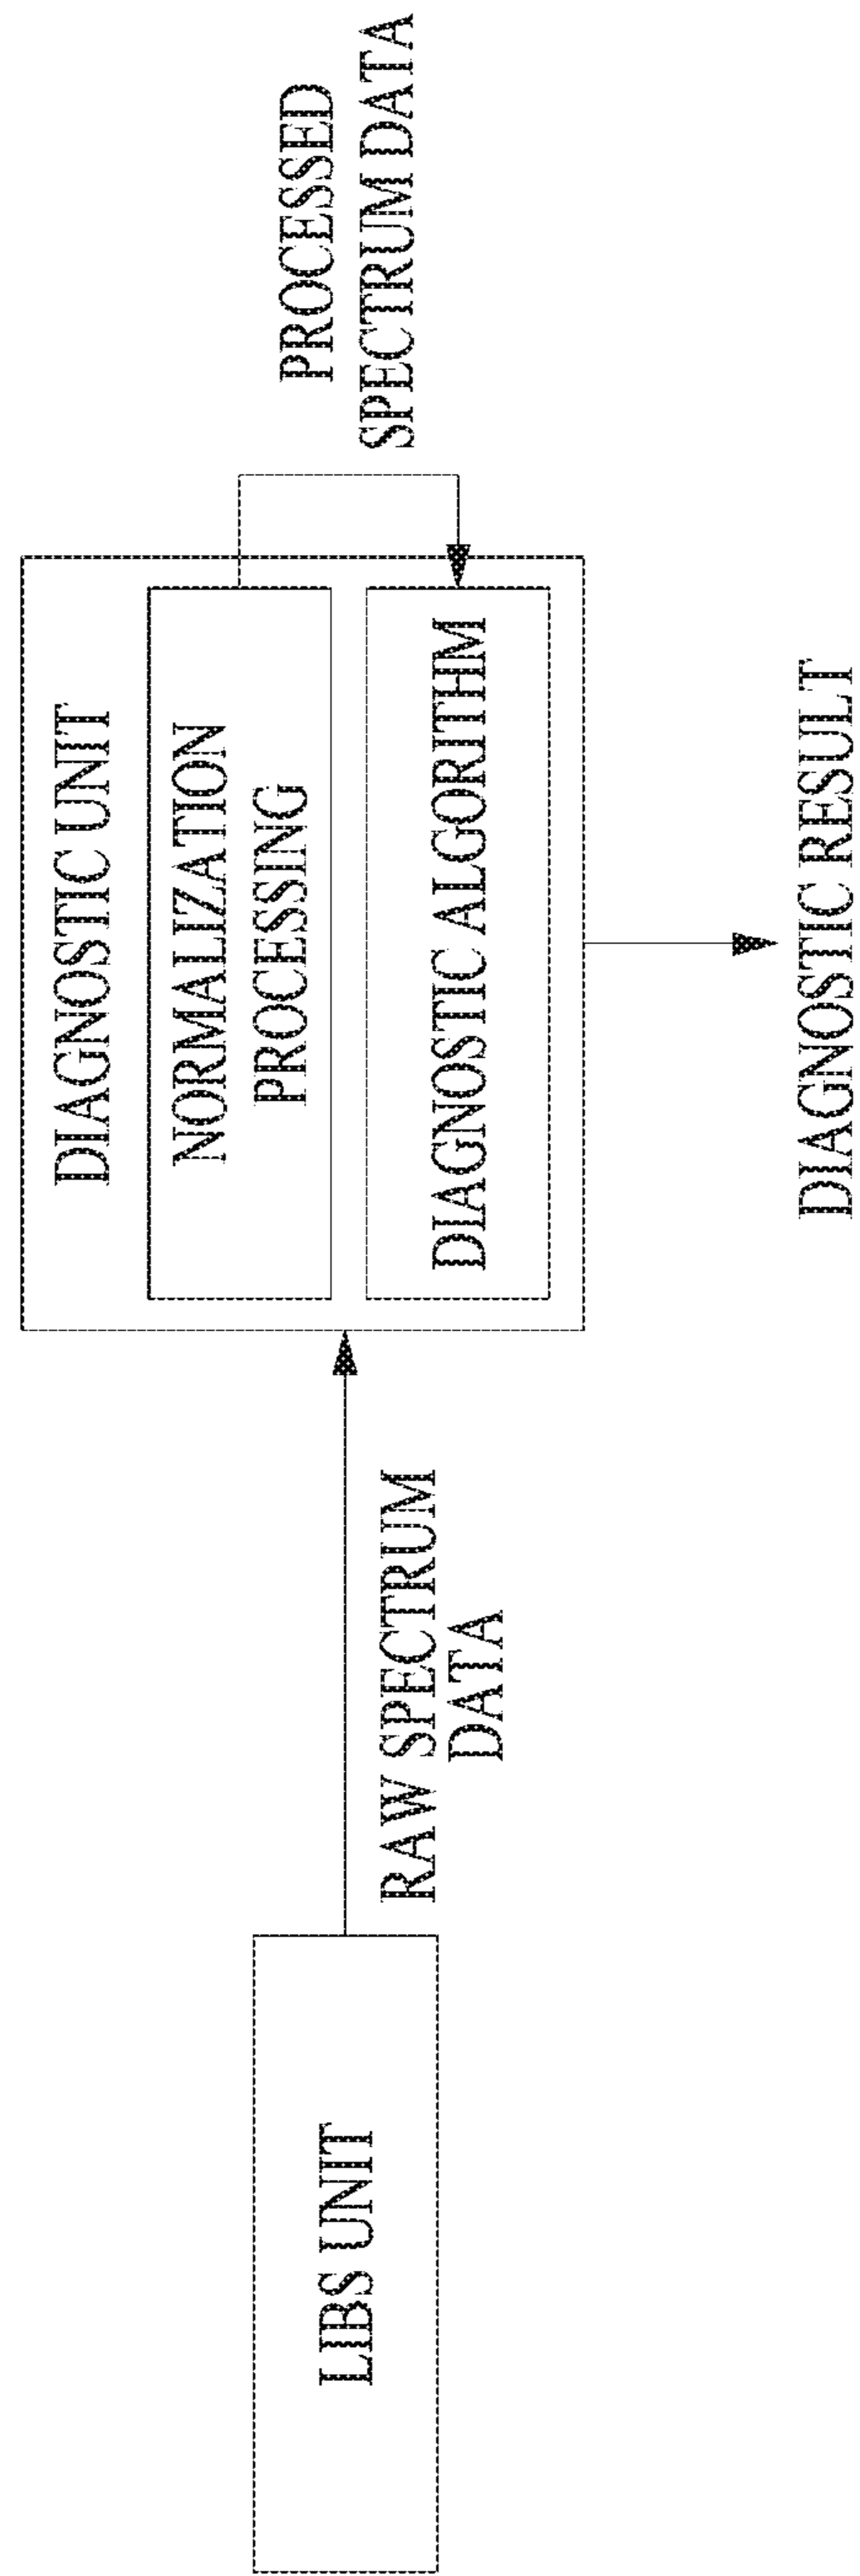 LIBS UNIT
RAW SPECTRUM
DATA
DIAGNOSTIC UNIT
NORMALIZATION
PROCESSING
DIAGNOSTIC ALGORITHM
PROCESSED
SPECTRUM DATA
DIAGNOSTIC RESULT